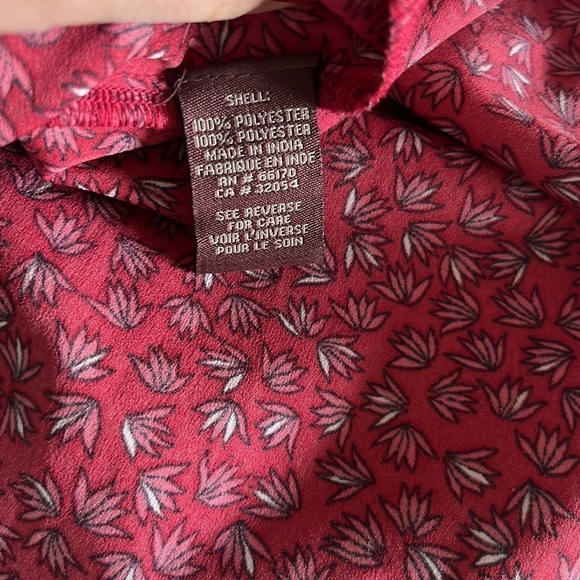 SHELL:
100% POLYESTER
100% POLYESTER
MADE IN INDIA
FABRIQUE EN INDE
RN # 66170
CA # 32054
SEE REVERSE
FOR CARE
VOIR L'INVERSE
POUR LE SOIN